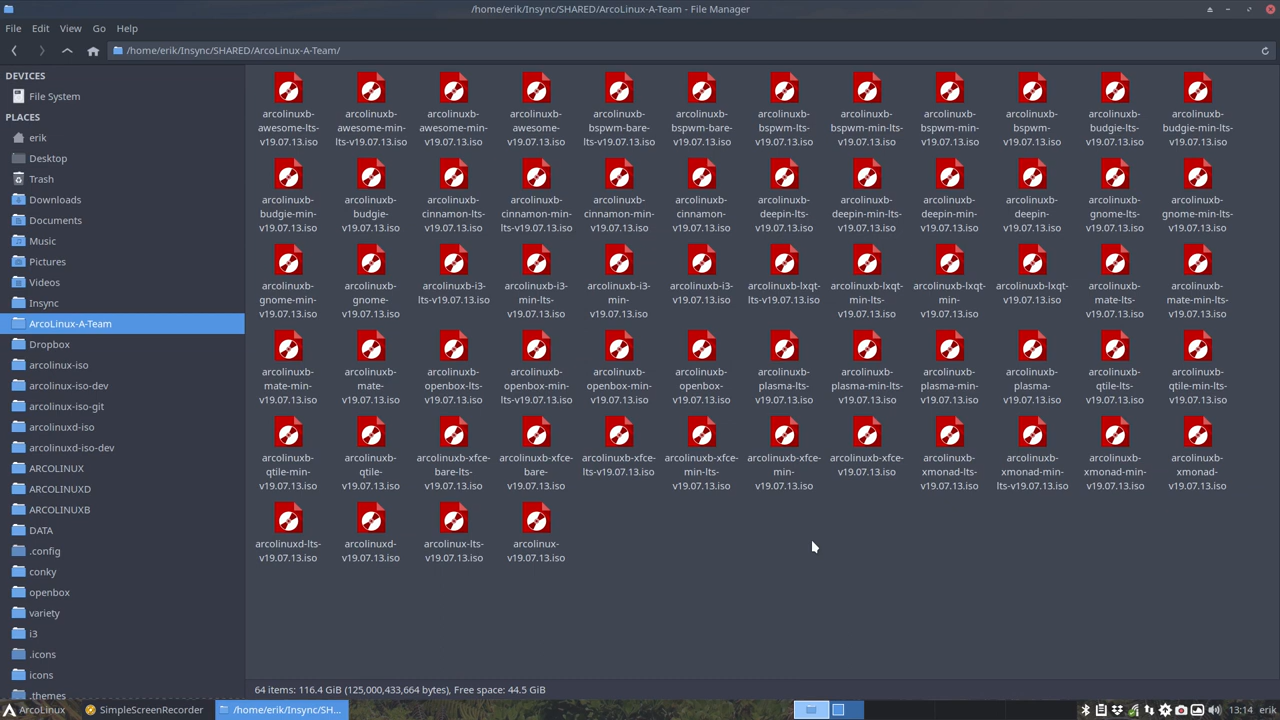 /home/erik/Insync/SHARED/ArcoLinux-A-Team - File Manager
File Edit View Go Help
/home/erik/Insync/SHARED/ArcoLinux-A-Team/
DEVICES
File System
PLACES
erik
Desktop
Trash
Downloads
Documents
Music
Pictures
Videos
Insync
ArcoLinux-A-Team
Dropbox
arcolinux-iso
arcolinux-iso-dev
arcolinux-iso-git
arcolinuxd-iso
arcolinuxd-iso-dev
ARCOLINUX
ARCOLINUXD
ARCOLINUXB
DATA
.config
conky
openbox
variety
i3
.icons
icons
.themes
arcolinuxb- arcolinuxb- arcolinuxb- arcolinuxb- arcolinuxb- arcolinuxb- arcolinuxb- arcolinuxb- arcolinuxb- arcolinuxb- arcolinuxb- arcolinuxb-
awesome-lts- awesome-min- awesome-min- awesome- bspwm-bare- bspwm-bare- bspwm-lts- bspwm-min-lts- bspwm-min- bspwm- budgie-lts- budgie-min-lts-
v19.07.13.iso lts-v19.07.13.iso v19.07.13.iso v19.07.13.iso lts-v19.07.13.iso v19.07.13.iso v19.07.13.iso v19.07.13.iso v19.07.13.iso v19.07.13.iso v19.07.13.iso v19.07.13.iso
arcolinuxb- arcolinuxb- arcolinuxb- arcolinuxb- arcolinuxb- arcolinuxb- arcolinuxb- arcolinuxb- arcolinuxb- arcolinuxb- arcolinuxb- arcolinuxb-
budgie-min- budgie- cinnamon-lts- cinnamon-min- cinnamon-min- cinnamon- deepin-lts- deepin-min-lts- deepin-min- deepin- gnome-lts- gnome-min-lts-
v19.07.13.iso v19.07.13.iso v19.07.13.iso lts-v19.07.13.iso v19.07.13.iso v19.07.13.iso v19.07.13.iso v19.07.13.iso v19.07.13.iso v19.07.13.iso v19.07.13.iso v19.07.13.iso
arcolinuxb- arcolinuxb- arcolinuxb-i3- arcolinuxb-i3- arcolinuxb-i3- arcolinuxb-i3- arcolinuxb-lxqt- arcolinuxb-lxqt- arcolinuxb-lxqt- arcolinuxb-lxqt- arcolinuxb- arcolinuxb-
gnome-min- gnome- lts-v19.07.13.iso min-lts- min- v19.07.13.iso lts-v19.07.13.iso min-lts- min- v19.07.13.iso mate-lts- mate-min-lts-
v19.07.13.iso v19.07.13.iso v19.07.13.iso v19.07.13.iso v19.07.13.iso v19.07.13.iso v19.07.13.iso v19.07.13.iso
arcolinuxb- arcolinuxb- arcolinuxb- arcolinuxb- arcolinuxb- arcolinuxb- arcolinuxb- arcolinuxb- arcolinuxb- arcolinuxb- arcolinuxb- arcolinuxb-
mate-min- mate- openbox-lts- openbox-min- openbox-min- openbox- plasma-lts- plasma-min-lts- plasma-min- plasma- qtile-lts- qtile-min-lts-
v19.07.13.iso v19.07.13.iso v19.07.13.iso lts-v19.07.13.iso v19.07.13.iso v19.07.13.iso v19.07.13.iso v19.07.13.iso v19.07.13.iso v19.07.13.iso v19.07.13.iso v19.07.13.iso
arcolinuxb- arcolinuxb- arcolinuxb-xfce- arcolinuxb-xfce- arcolinuxb-xfce- arcolinuxb-xfce- arcolinuxb-xfce- arcolinuxb-xfce- arcolinuxb- arcolinuxb- arcolinuxb- arcolinuxb-
qtile-min- qtile- bare-lts- bare- lts-v19.07.13.iso min-lts- min- v19.07.13.iso xmonad-lts- xmonad-min- xmonad-min- xmonad-
v19.07.13.iso v19.07.13.iso v19.07.13.iso v19.07.13.iso v19.07.13.iso v19.07.13.iso v19.07.13.iso lts-v19.07.13.iso v19.07.13.iso v19.07.13.iso
arcolinuxd-lts- arcolinuxd- arcolinux-lts- arcolinux-
v19.07.13.iso v19.07.13.iso v19.07.13.iso v19.07.13.iso
64 items: 116.4 GiB (125,000,433,664 bytes), Free space: 44.5 GiB
ArcoLinux SimpleScreenRecorder /home/erik/Insync/SH... 13:14 erik